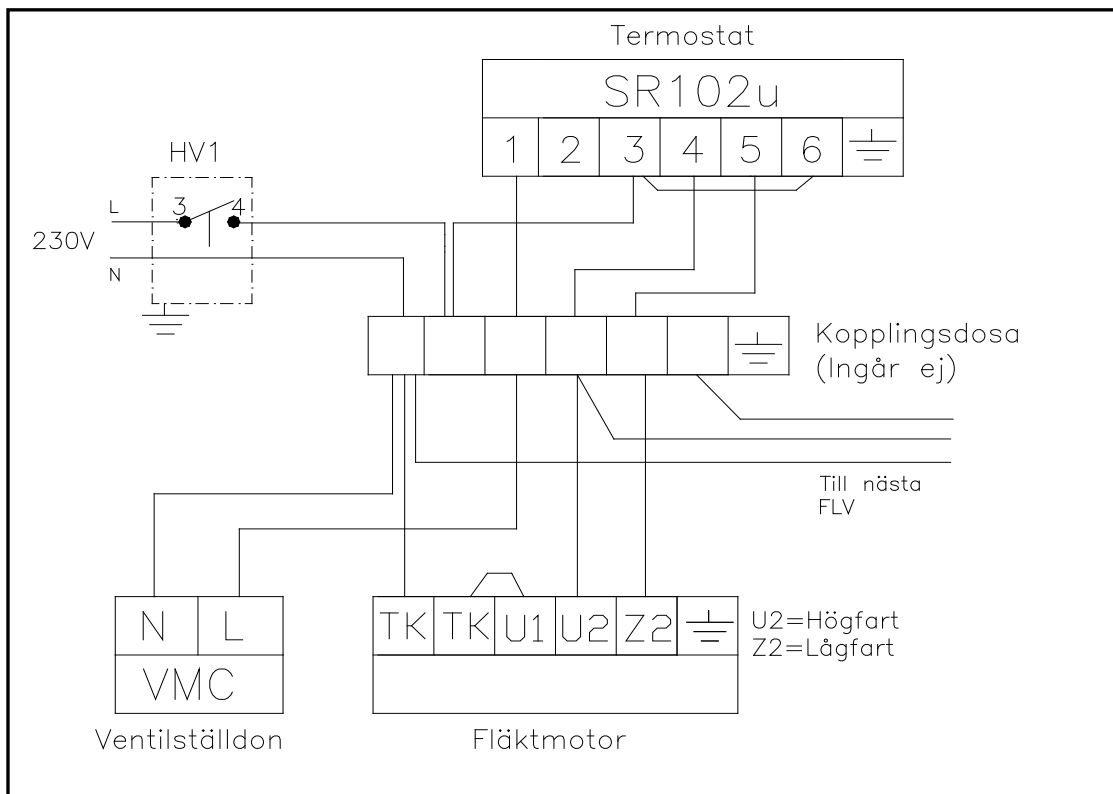 Termostat
SR102u
1 2 3 4 5 6
HV1
3 4
L
230V
N
Kopplingsdosa
(Ingår ej)
Till nästa
FLV
N L
VMC
Ventilställdon
TK TK U1 U2 Z2
U2=Högfart
Z2=Lågfart
Fläktmotor